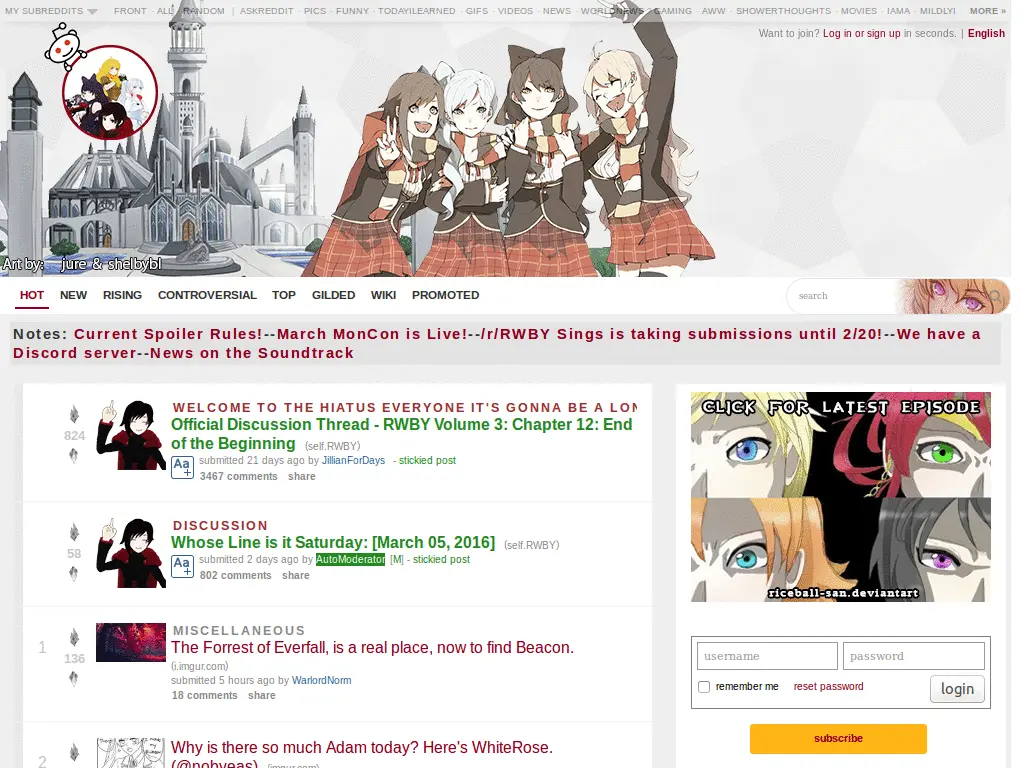 MY SUBREDDITS FRONT - ALL - RANDOM | ASKREDDIT - PICS - FUNNY - TODAYILEARNED - GIFS - VIDEOS - NEWS - WORLDNEWS - GAMING - AWW - SHOWERTHOUGHTS - MOVIES - IAMA - MILDLYI MORE »
Want to join? Log in or sign up in seconds. | English
Art by: jure & shelbybl
HOT NEW RISING CONTROVERSIAL TOP GILDED WIKI PROMOTED search
Notes: Current Spoiler Rules!--March MonCon is Live!--/r/RWBY Sings is taking submissions until 2/20!--We have a
Discord server--News on the Soundtrack
WELCOME TO THE HIATUS EVERYONE IT'S GONNA BE A LON
824
Official Discussion Thread - RWBY Volume 3: Chapter 12: End
of the Beginning (self.RWBY)
Aa+ submitted 21 days ago by JillianForDays - stickied post
3467 comments share
DISCUSSION
58
Whose Line is it Saturday: [March 05, 2016] (self.RWBY)
Aa+ submitted 2 days ago by AutoModerator [M] - stickied post
802 comments share
MISCELLANEOUS
1
136
The Forrest of Everfall, is a real place, now to find Beacon.
(i.imgur.com)
submitted 5 hours ago by WarlordNorm
18 comments share
2
Why is there so much Adam today? Here's WhiteRose.
(@nobyeas) (imgur.com)
CLICK FOR LATEST EPISODE
riceball-san.deviantart
username password
remember me reset password login
subscribe